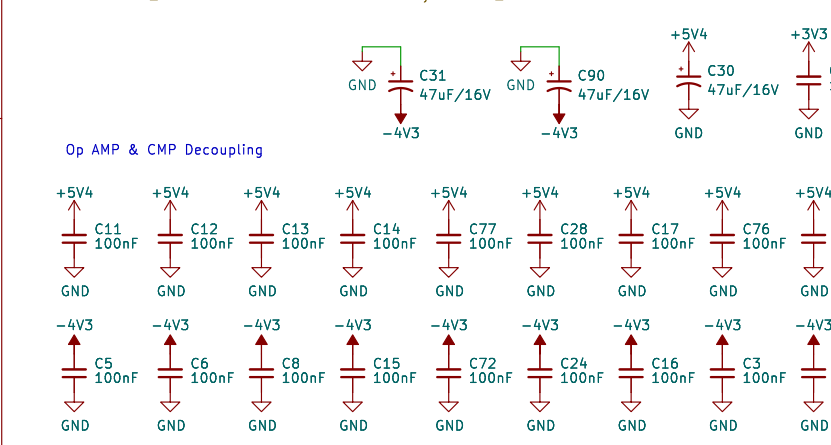 +5V4 +3V3
GND + C31 47uF/16V -4V3
GND + C90 47uF/16V -4V3
+ C30 47uF/16V GND
GND
Op AMP & CMP Decoupling
+5V4 +5V4 +5V4 +5V4 +5V4 +5V4 +5V4 +5V4 +5V4
C11 C12 C13 C14 C77 C28 C17 C76
100nF 100nF 100nF 100nF 100nF 100nF 100nF 100nF
GND GND GND GND GND GND GND GND GND
-4V3 -4V3 -4V3 -4V3 -4V3 -4V3 -4V3 -4V3 -4V3
C5 C6 C8 C15 C72 C24 C16 C3
100nF 100nF 100nF 100nF 100nF 100nF 100nF 100nF
GND GND GND GND GND GND GND GND GND